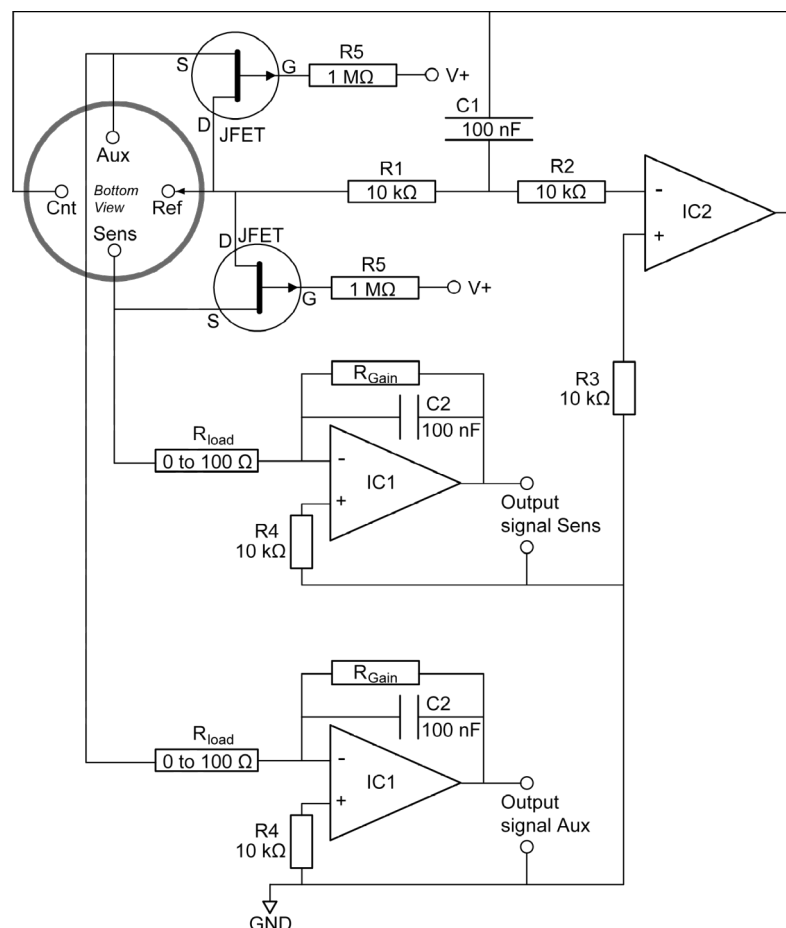 R5
S
G
1 MΩ
V+
C1
100 nF
D
JFET
Aux
R1
R2
10 kΩ
10 kΩ
-
Bottom
View
Cnt
Ref
IC2
Sens
+
D
JFET
R5
1 MΩ
V+
G
S
R3
10 kΩ
RGain
C2
100 nF
Rload
0 to 100 Ω
-
IC1
+
Output
signal Sens
R4
10 kΩ
RGain
C2
100 nF
Rload
0 to 100 Ω
-
IC1
+
Output
signal Aux
R4
10 kΩ
GND